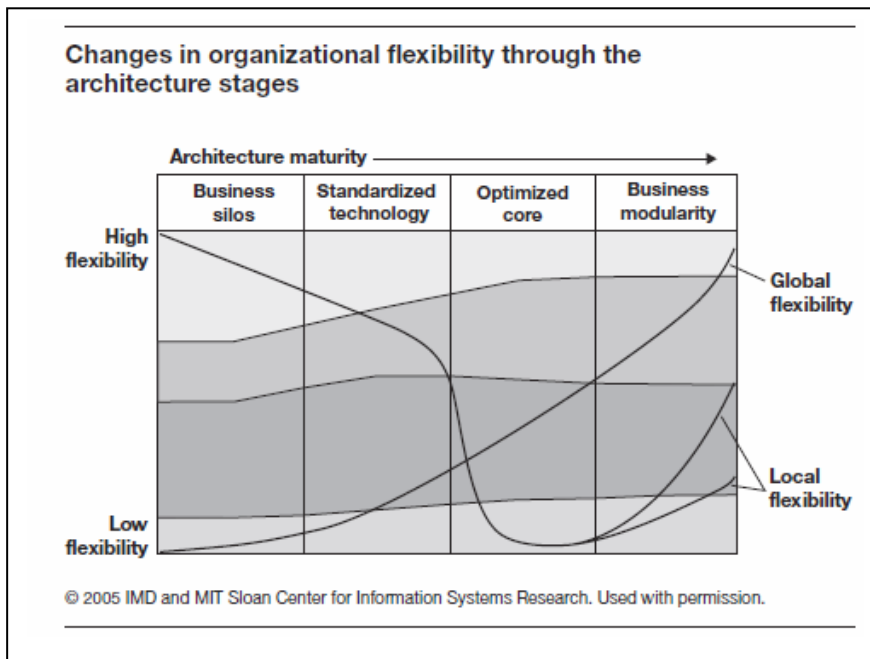 Changes in organizational flexibility through the
architecture stages
Architecture maturity
Business
silos
Standardized
technology
Optimized
core
Business
modularity
High
flexibility
Global
flexibility
Local
flexibility
Low
flexibility
© 2005 IMD and MIT Sloan Center for Information Systems Research. Used with permission.